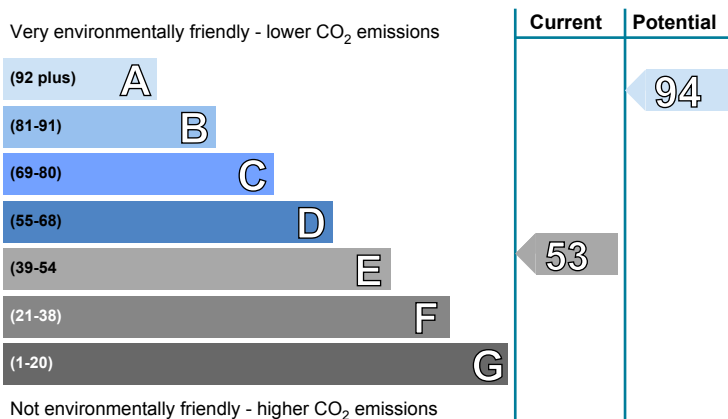 Very environmentally friendly - lower CO2 emissions
Current
Potential
(92 plus) A
94
(81-91) B
(69-80) C
(55-68) D
(39-54 E
53
(21-38) F
(1-20) G
Not environmentally friendly - higher CO2 emissions